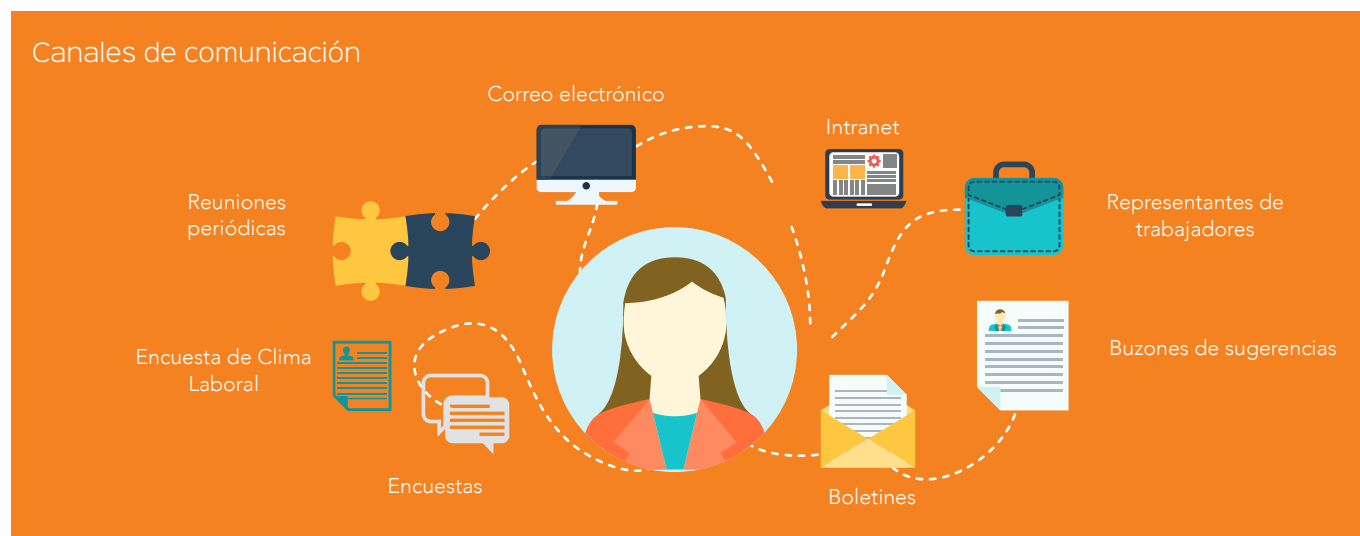 Canales de comunicación
Correo electrónico
Intranet
Reuniones
periódicas
Representantes de
trabajadores
Encuesta de Clima
Laboral
Buzones de sugerencias
Encuestas
Boletines